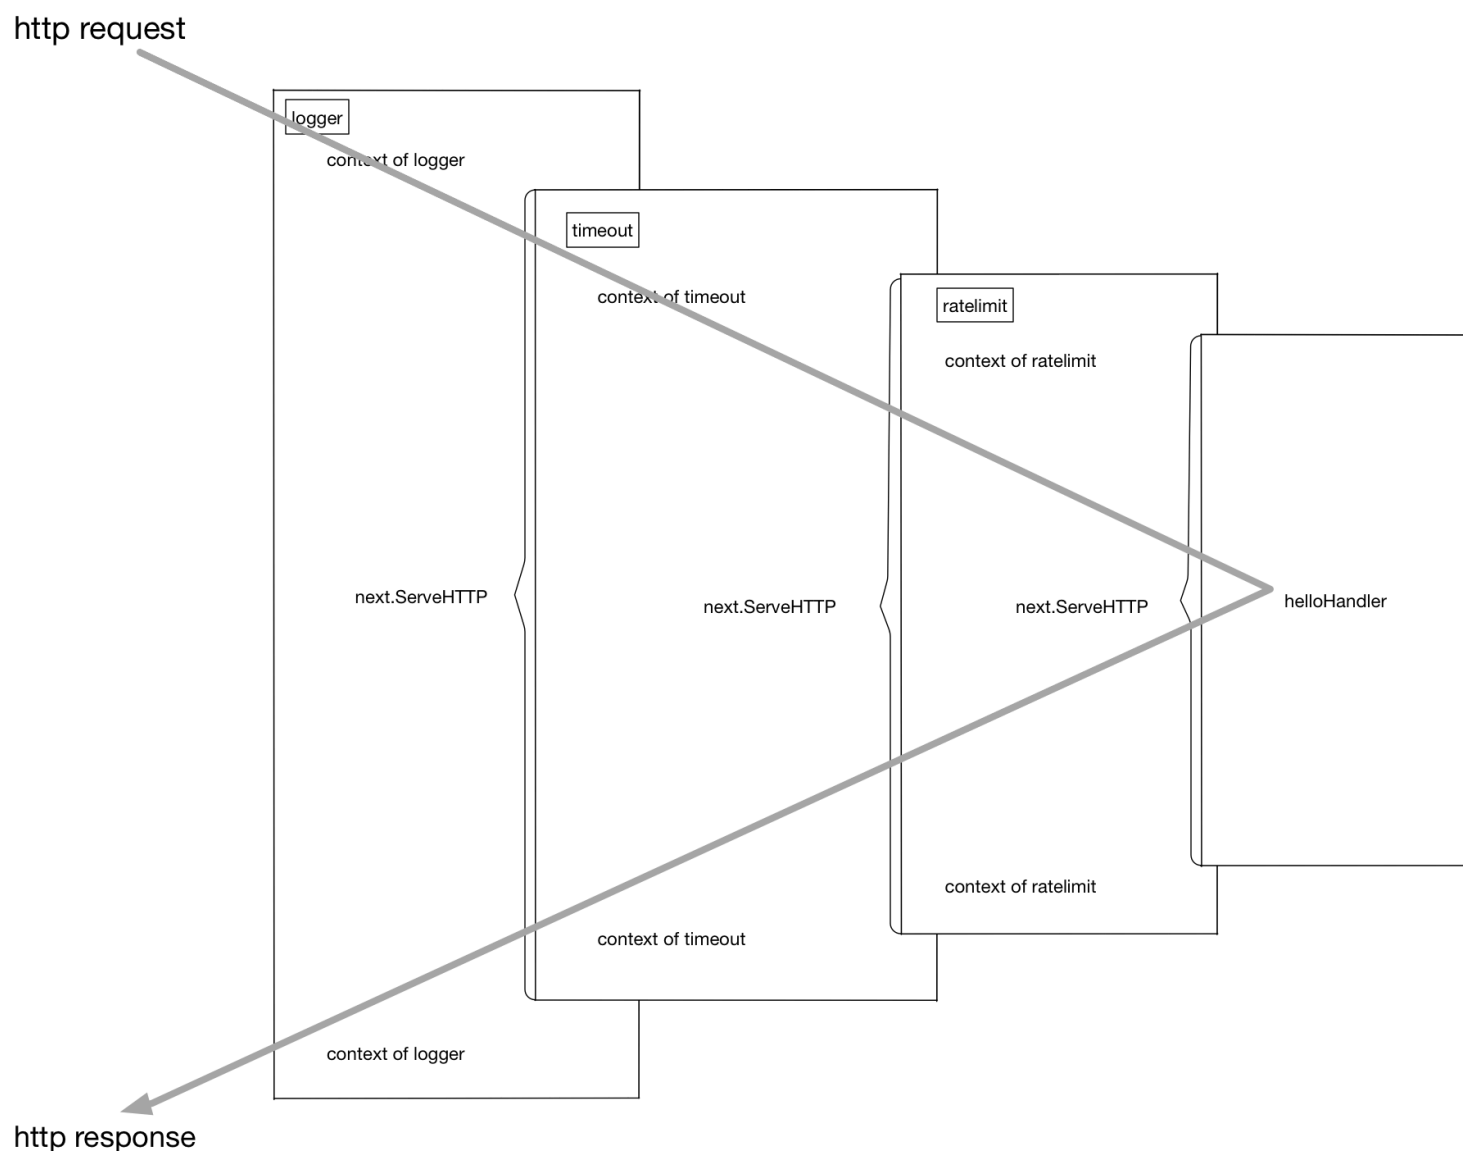 http request
logger
context of logger
timeout
context of timeout
ratelimit
context of ratelimit
next.ServeHTTP
next.ServeHTTP
next.ServeHTTP
helloHandler
context of ratelimit
context of timeout
context of logger
http response